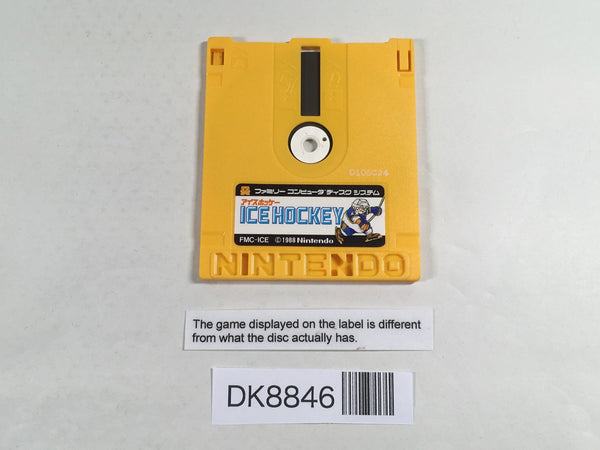 D106C24
ファミリー コンピュータ ディスク システム
アイスホッケー
ICE HOCKEY
FMC-ICE © 1988 Nintendo
NINTENDO
The game displayed on the label is different
from what the disc actually has.
DK8846